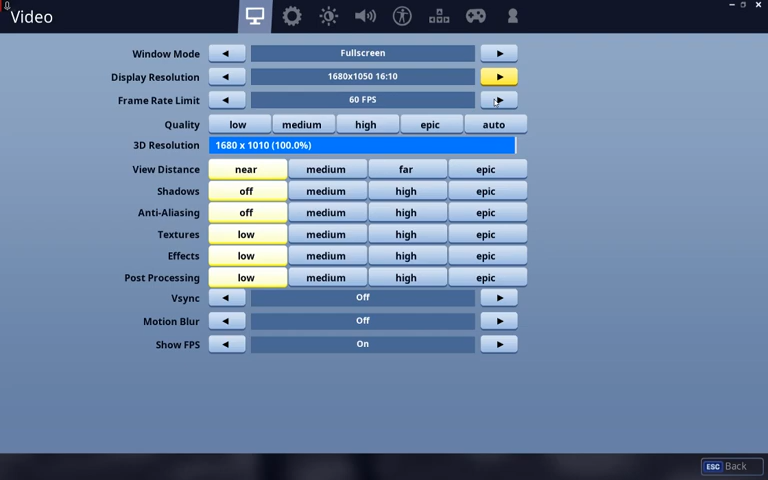 Video
Window Mode ◀ Fullscreen ▶
Display Resolution ◀ 1680x1050 16:10 ▶
Frame Rate Limit ◀ 60 FPS ▶
Quality low medium high epic auto
3D Resolution 1680 x 1010 (100.0%)
View Distance near medium far epic
Shadows off medium high epic
Anti-Aliasing off medium high epic
Textures low medium high epic
Effects low medium high epic
Post Processing low medium high epic
Vsync ◀ Off ▶
Motion Blur ◀ Off ▶
Show FPS ◀ On ▶
ESC Back